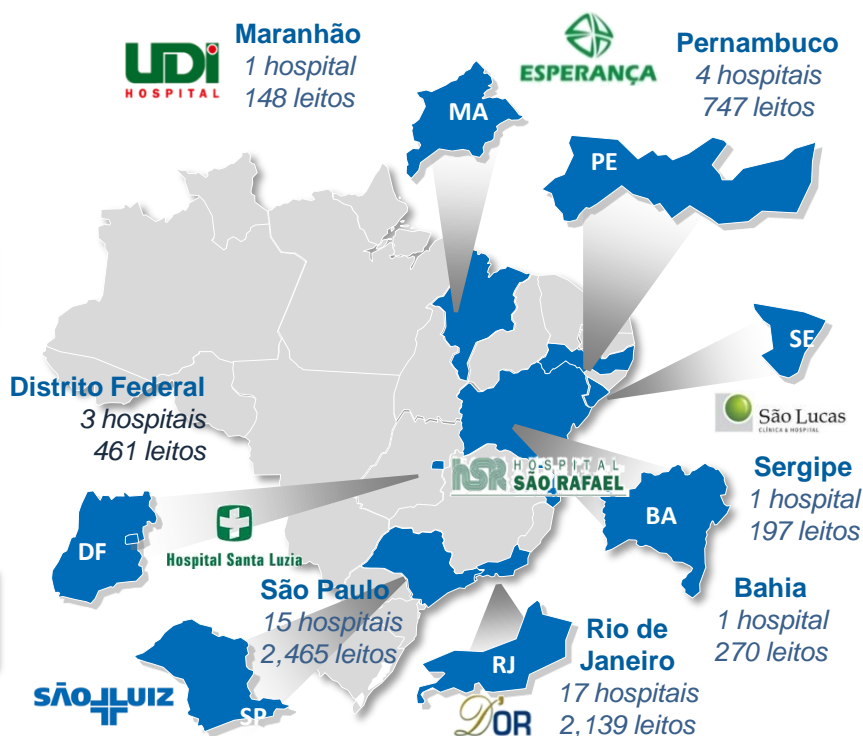 UDI
HOSPITAL
Maranhão
1 hospital
148 leitos
MA
ESPERANÇA
Pernambuco
4 hospitais
747 leitos
PE
SE
São Lucas
CLÍNICA & HOSPITAL
Sergipe
1 hospital
197 leitos
Distrito Federal
3 hospitais
461 leitos
DF
Hospital Santa Luzia
HSR HOSPITAL
SÃO RAFAEL
BA
Bahia
1 hospital
270 leitos
São Paulo
15 hospitais
2,465 leitos
SP
SÃO LUIZ
RJ
D'OR
Rio de
Janeiro
17 hospitais
2,139 leitos